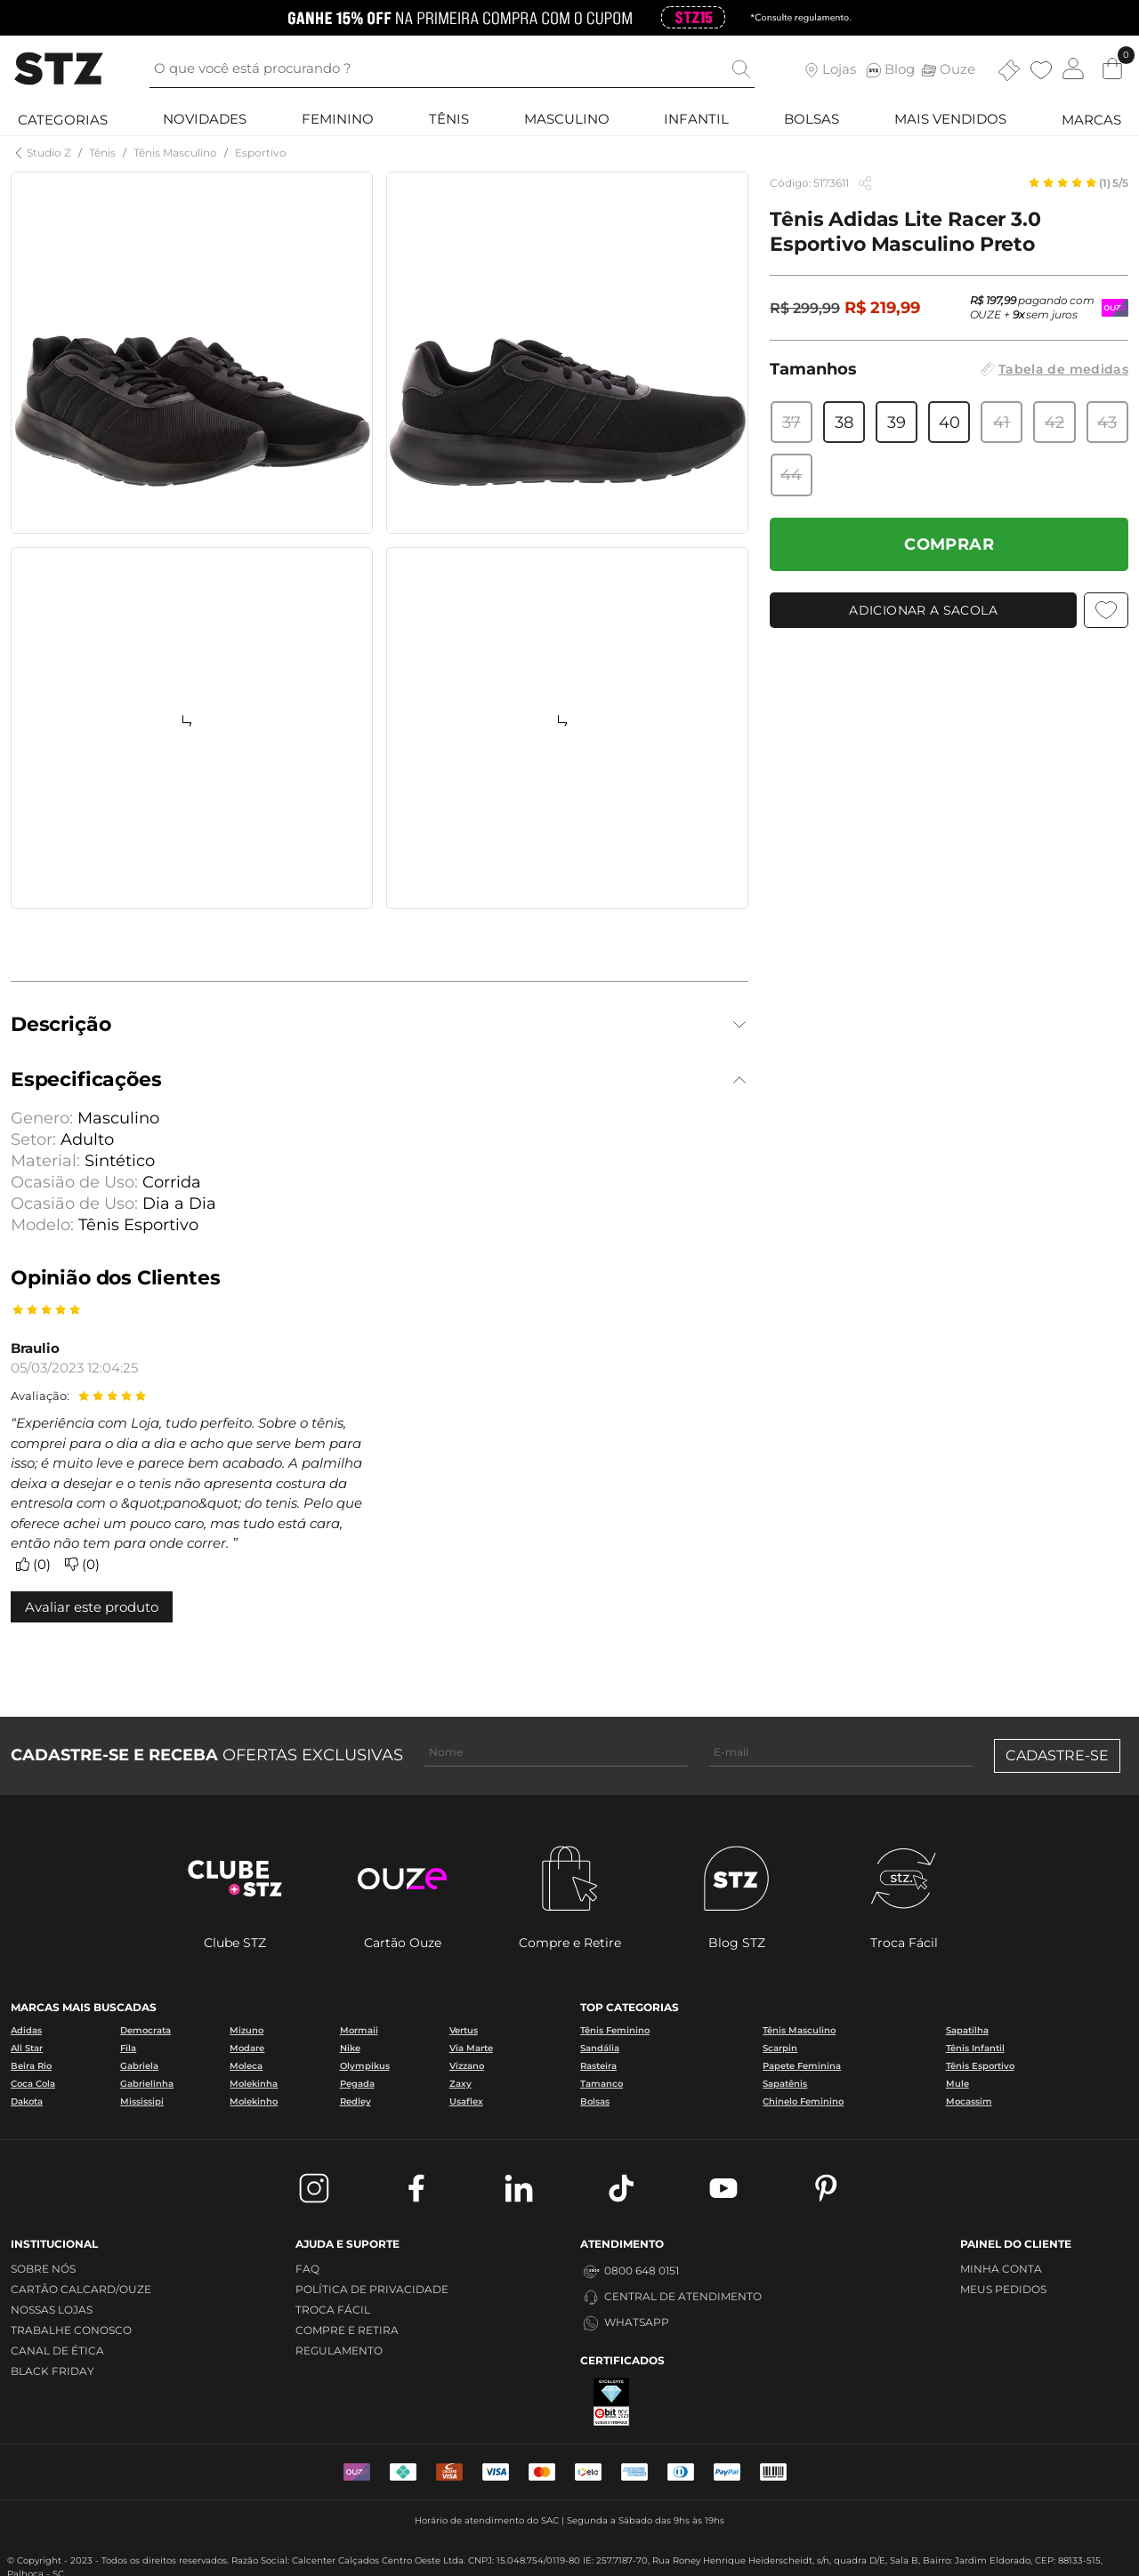 GANHE 15% OFF NA PRIMEIRA COMPRA COM O CUPOM STZ15 *Consulte regulamento.
STZ
O que você está procurando ?
Lojas
STZ Blog
Ouze
0
CATEGORIAS NOVIDADES FEMININO TÊNIS MASCULINO INFANTIL BOLSAS MAIS VENDIDOS MARCAS
Studio Z / Tênis / Tênis Masculino / Esportivo
Código: 5173611 (1) 5/5
Tênis Adidas Lite Racer 3.0
Esportivo Masculino Preto
R$ 299,99 R$ 219,99
R$ 197,99 pagando com
OUZE + 9x sem juros
OUZ
Tamanhos Tabela de medidas
37 38 39 40 41 42 43
44
COMPRAR
ADICIONAR A SACOLA
Descrição
Especificações
Genero: Masculino
Setor: Adulto
Material: Sintético
Ocasião de Uso: Corrida
Ocasião de Uso: Dia a Dia
Modelo: Tênis Esportivo
Opinião dos Clientes
Braulio
05/03/2023 12:04:25
Avaliação:
“Experiência com Loja, tudo perfeito. Sobre o tênis,
comprei para o dia a dia e acho que serve bem para
isso; é muito leve e parece bem acabado. A palmilha
deixa a desejar e o tenis não apresenta costura da
entresola com o &quot;pano&quot; do tenis. Pelo que
oferece achei um pouco caro, mas tudo está cara,
então não tem para onde correr. ”
(0) (0)
Avaliar este produto
CADASTRE-SE E RECEBA OFERTAS EXCLUSIVAS Nome E-mail CADASTRE-SE
CLUBE
+STZ
ouze
STZ
stz.
Clube STZ Cartão Ouze Compre e Retire Blog STZ Troca Fácil
MARCAS MAIS BUSCADAS TOP CATEGORIAS
Adidas Democrata Mizuno Mormaii Vertus Tênis Feminino Tênis Masculino Sapatilha
All Star Fila Modare Nike Via Marte Sandália Scarpin Tênis Infantil
Beira Rio Gabriela Moleca Olympikus Vizzano Rasteira Papete Feminina Tênis Esportivo
Coca Cola Gabrielinha Molekinha Pegada Zaxy Tamanco Sapatênis Mule
Dakota Mississipi Molekinho Redley Usaflex Bolsas Chinelo Feminino Mocassim
INSTITUCIONAL
SOBRE NÓS
CARTÃO CALCARD/OUZE
NOSSAS LOJAS
TRABALHE CONOSCO
CANAL DE ÉTICA
BLACK FRIDAY
AJUDA E SUPORTE
FAQ
POLÍTICA DE PRIVACIDADE
TROCA FÁCIL
COMPRE E RETIRA
REGULAMENTO
ATENDIMENTO
0800 648 0151
CENTRAL DE ATENDIMENTO
WHATSAPP
CERTIFICADOS
EXCELENTE
ebit
PAINEL DO CLIENTE
MINHA CONTA
MEUS PEDIDOS
OUZ VISA VISA elo PayPal
Horário de atendimento do SAC | Segunda a Sábado das 9hs às 19hs
© Copyright - 2023 - Todos os direitos reservados. Razão Social: Calcenter Calçados Centro Oeste Ltda. CNPJ: 15.048.754/0119-80 IE: 257.7187-70, Rua Roney Henrique Heiderscheidt, s/n, quadra D/E, Sala B, Bairro: Jardim Eldorado, CEP: 88133-515,
Palhoça - SC